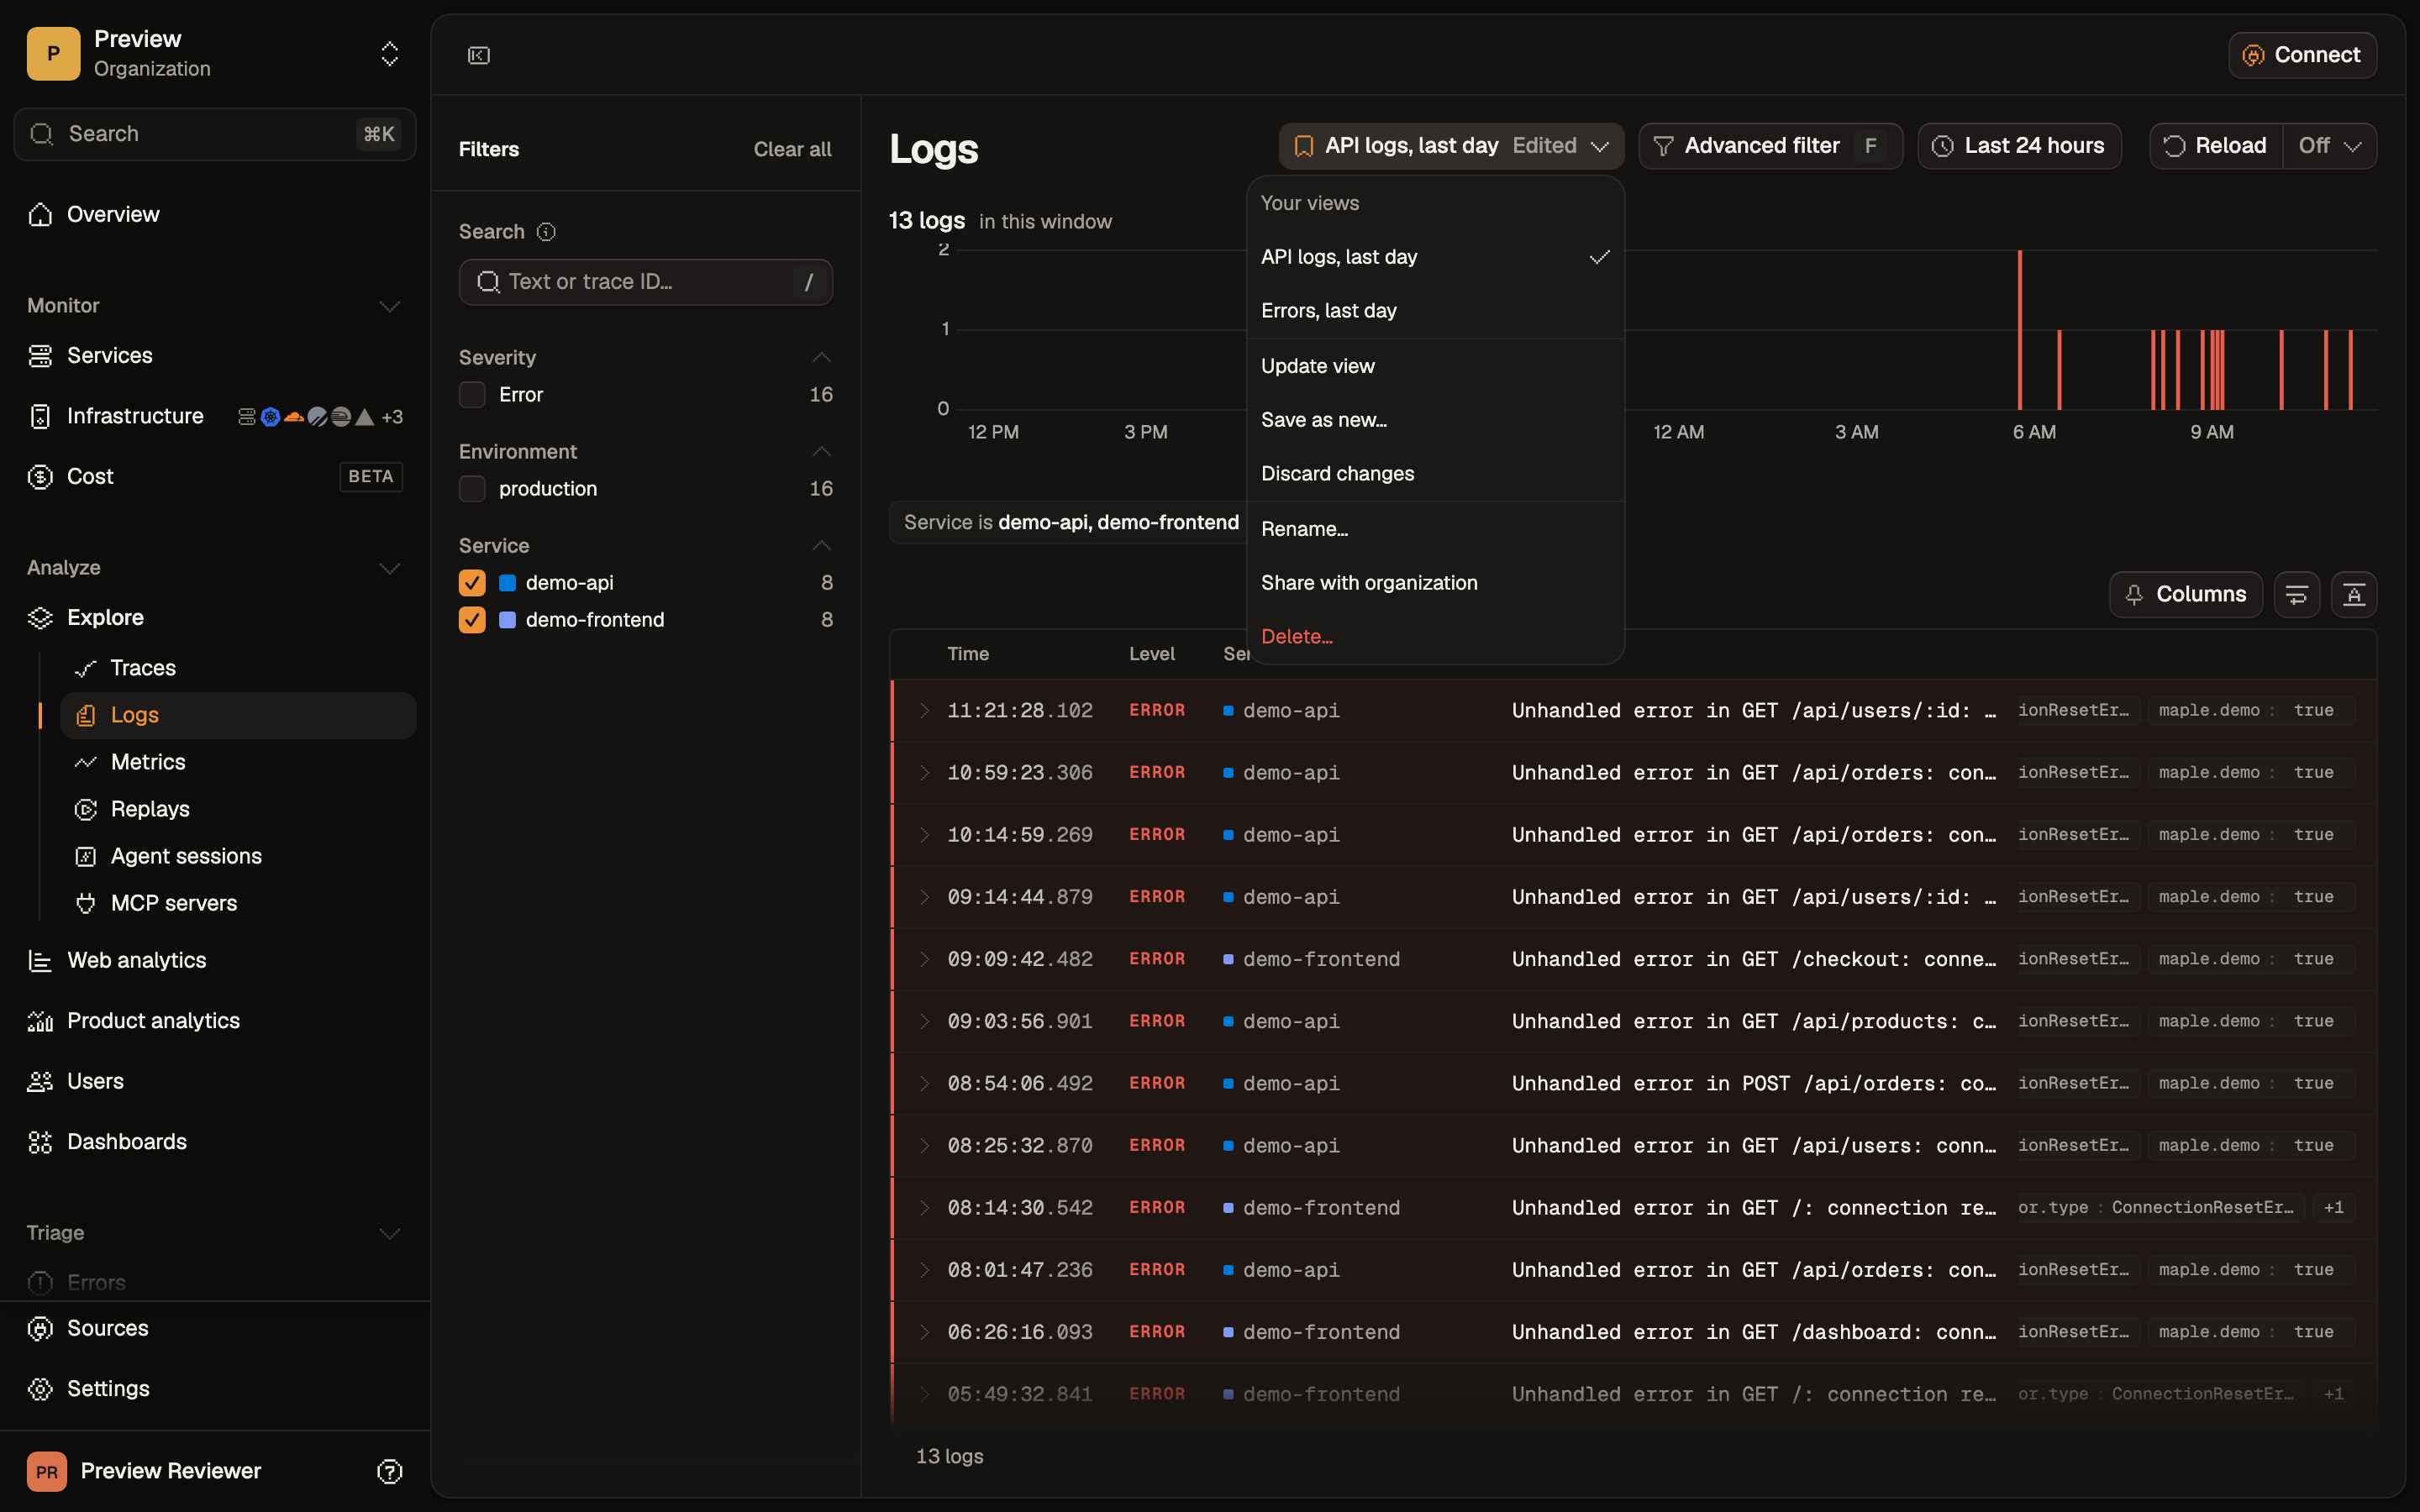 P
Preview
Organization
Search ⌘K
Overview
Monitor
Services
Infrastructure +3
Cost BETA
Analyze
Explore
Traces
Logs
Metrics
Replays
Agent sessions
MCP servers
Web analytics
Product analytics
Users
Dashboards
Triage
Errors
Sources
Settings
PR Preview Reviewer
Connect
Filters Clear all
Search
Text or trace ID... /
Severity
Error 16
Environment
production 16
Service
demo-api 8
demo-frontend 8
Logs
API logs, last day Edited
Advanced filter F
Last 24 hours
Reload Off
13 logs in this window
2
1
0
12 PM 3 PM 12 AM 3 AM 6 AM 9 AM
Your views
API logs, last day
Errors, last day
Update view
Save as new...
Discard changes
Rename...
Share with organization
Delete...
Service is demo-api, demo-frontend
Columns
Time Level Ser
11:21:28.102 ERROR demo-api Unhandled error in GET /api/users/:id: … ionResetEr… maple.demo : true
10:59:23.306 ERROR demo-api Unhandled error in GET /api/orders: con… ionResetEr… maple.demo : true
10:14:59.269 ERROR demo-api Unhandled error in GET /api/orders: con… ionResetEr… maple.demo : true
09:14:44.879 ERROR demo-api Unhandled error in GET /api/users/:id: … ionResetEr… maple.demo : true
09:09:42.482 ERROR demo-frontend Unhandled error in GET /checkout: conne… ionResetEr… maple.demo : true
09:03:56.901 ERROR demo-api Unhandled error in GET /api/products: c… ionResetEr… maple.demo : true
08:54:06.492 ERROR demo-api Unhandled error in POST /api/orders: co… ionResetEr… maple.demo : true
08:25:32.870 ERROR demo-api Unhandled error in GET /api/users: conn… ionResetEr… maple.demo : true
08:14:30.542 ERROR demo-frontend Unhandled error in GET /: connection re… or.type : ConnectionResetEr… +1
08:01:47.236 ERROR demo-api Unhandled error in GET /api/orders: con… ionResetEr… maple.demo : true
06:26:16.093 ERROR demo-frontend Unhandled error in GET /dashboard: conn… ionResetEr… maple.demo : true
05:49:32.841 ERROR demo-frontend Unhandled error in GET /: connection re… or.type : ConnectionResetEr… +1
13 logs